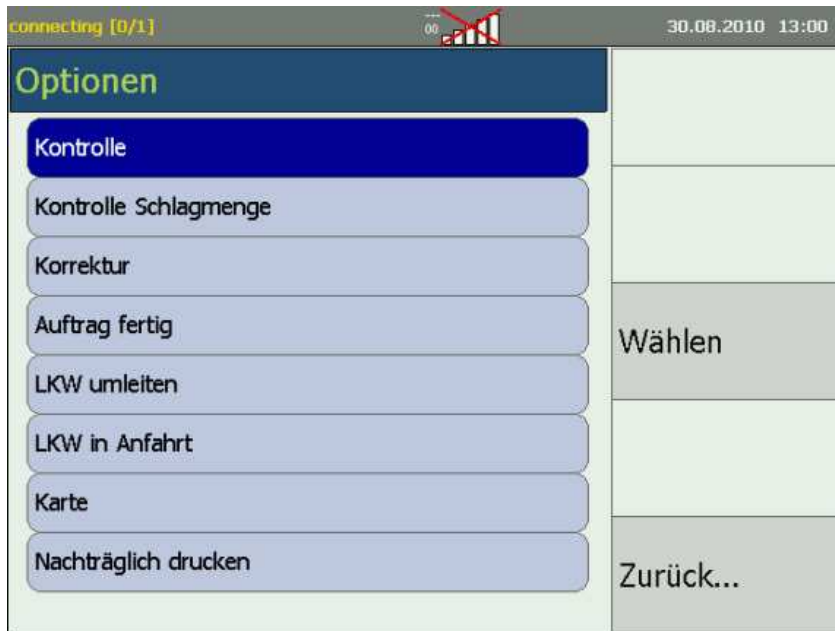 connecting [0/1]
---
00
30.08.2010 13:00
Optionen
Kontrolle
Kontrolle Schlagmenge
Korrektur
Auftrag fertig
LKW umleiten
LKW in Anfahrt
Karte
Nachträglich drucken
Wählen
Zurück...